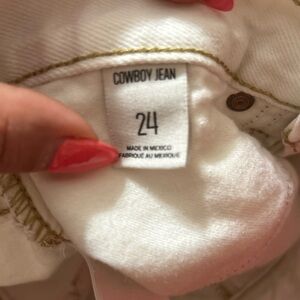 COWBOY JEAN
24
MADE IN MEXICO
FABRIQUÉ AU MEXIQUE